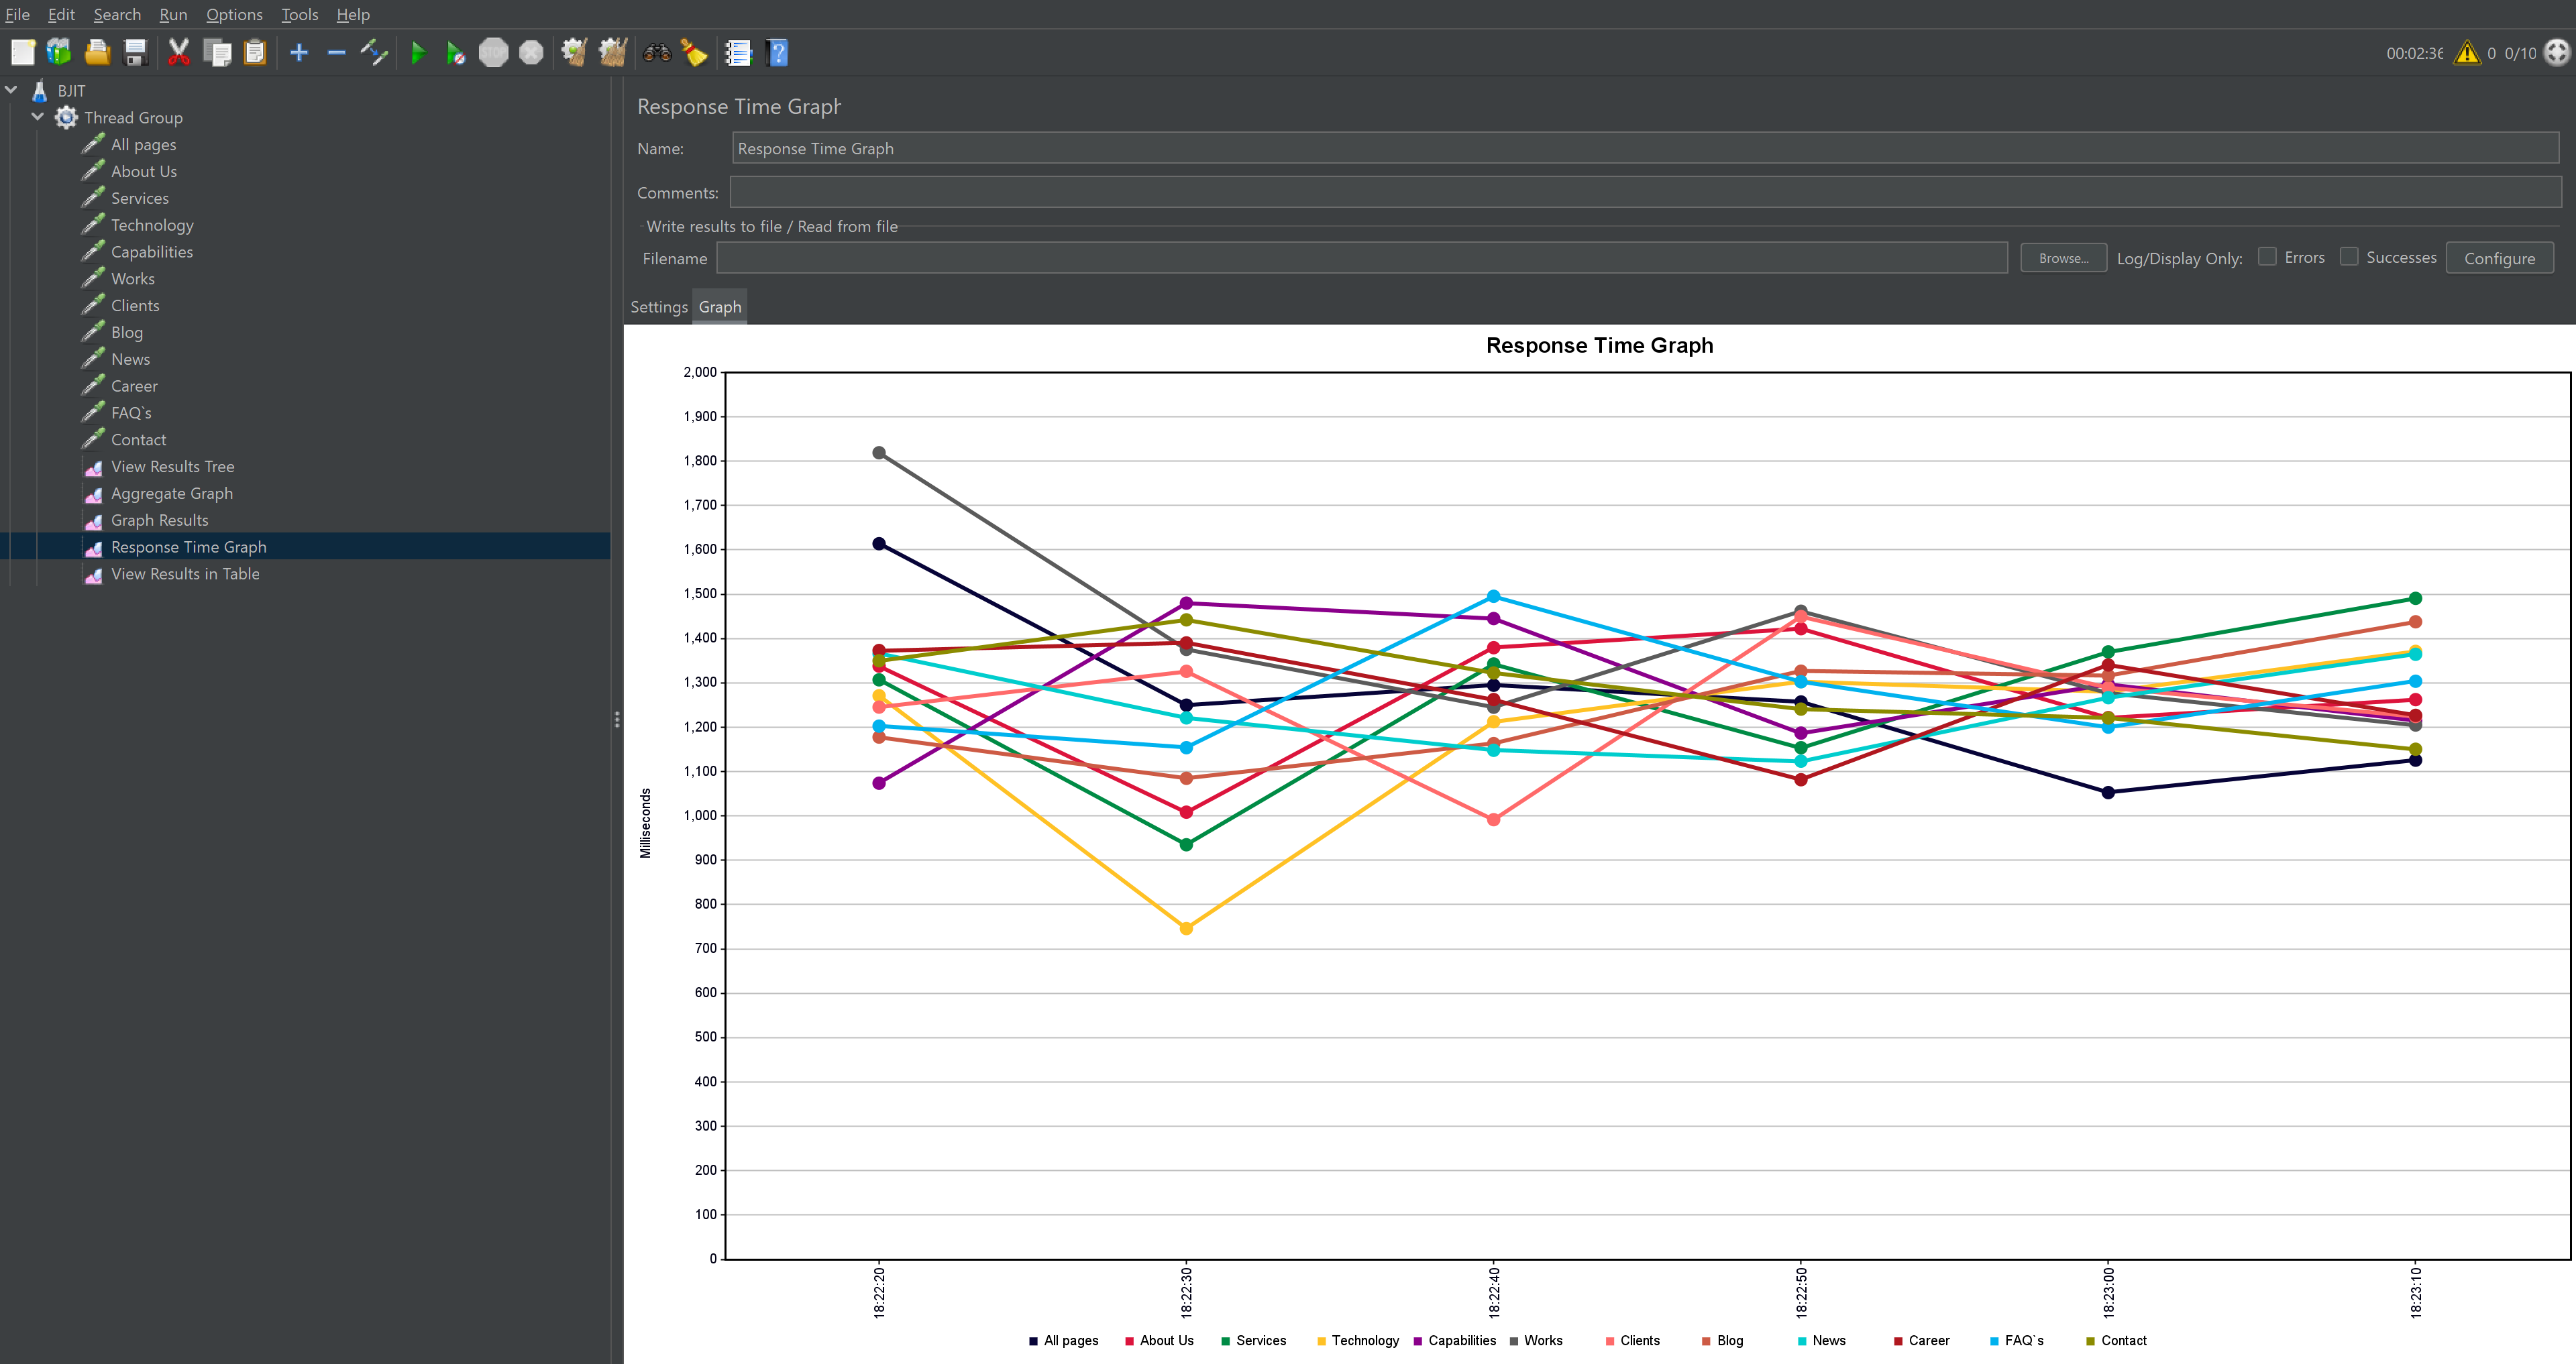 File Edit Search Run Options Tools Help
STOP
?
00:02:36 0 0/10
BJIT
Thread Group
All pages
About Us
Services
Technology
Capabilities
Works
Clients
Blog
News
Career
FAQ`s
Contact
View Results Tree
Aggregate Graph
Graph Results
Response Time Graph
View Results in Table
Response Time Graph
Name: Response Time Graph
Comments:
Write results to file / Read from file
Filename Browse... Log/Display Only: Errors Successes Configure
Settings Graph
Response Time Graph
2,000
1,900
1,800
1,700
1,600
1,500
1,400
1,300
1,200
1,100
1,000
900
800
700
600
500
400
300
200
100
0
Milliseconds
18:22:20 18:22:30 18:22:40 18:22:50 18:23:00 18:23:10
All pages About Us Services Technology Capabilities Works Clients Blog News Career FAQ`s Contact